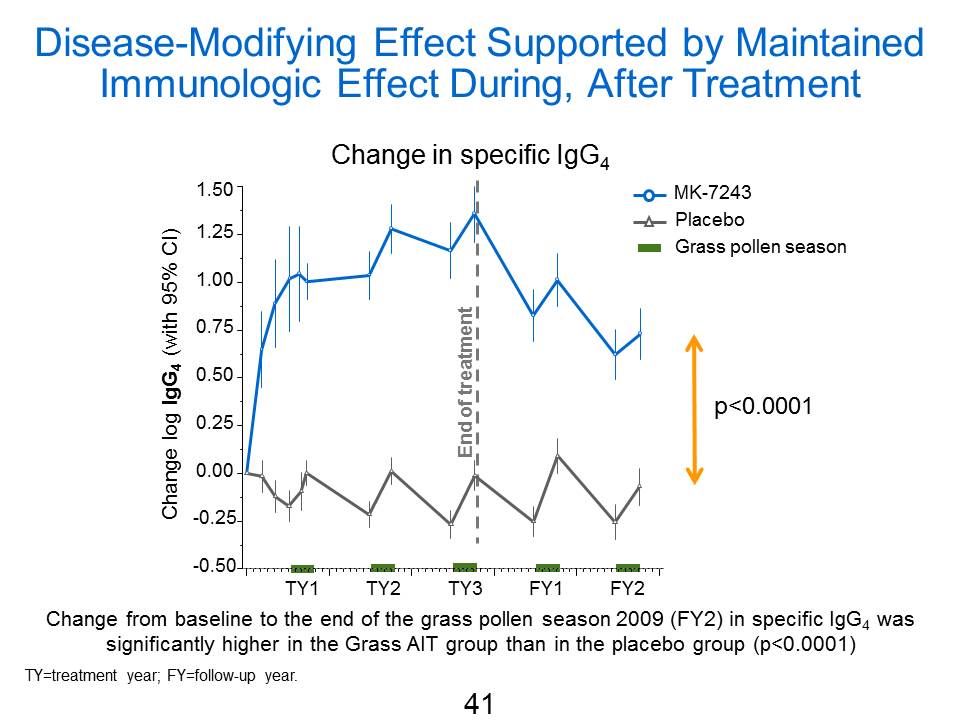 Disease-Modifying Effect Supported by Maintained
Immunologic Effect During, After Treatment
Change in specific IgG4
MK-7243
Placebo
Grass pollen season
Change log IgG4 (with 95% CI)
1.50
1.25
1.00
0.75
0.50
0.25
0.00
-0.25
-0.50
End of treatment
p<0.0001
TY1 TY2 TY3 FY1 FY2
Change from baseline to the end of the grass pollen season 2009 (FY2) in specific IgG4 was
significantly higher in the Grass AIT group than in the placebo group (p<0.0001)
TY=treatment year; FY=follow-up year.
41